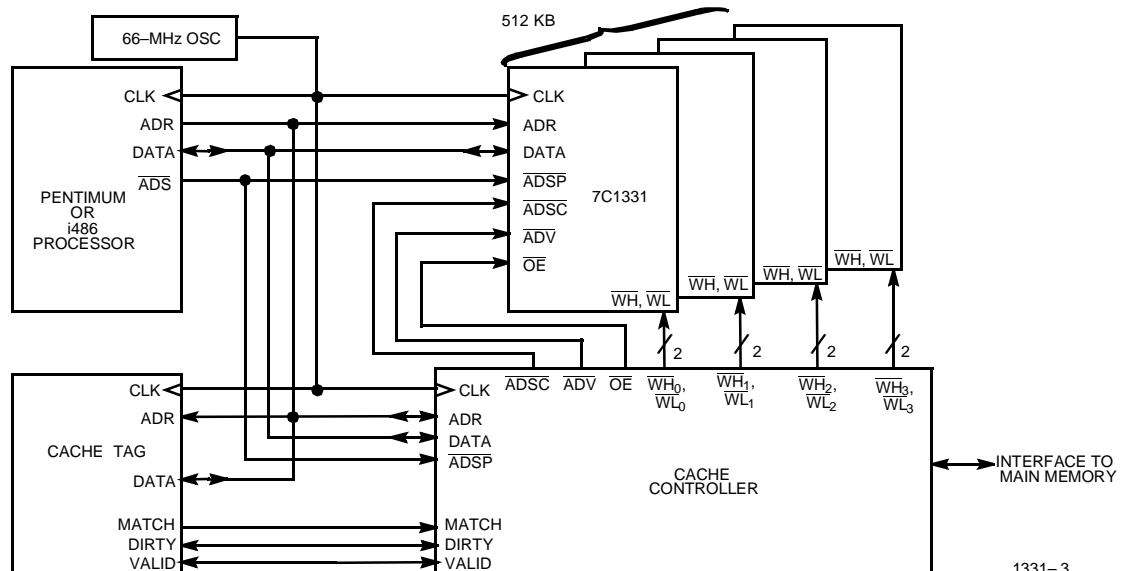 512 KB
66–MHz OSC
CLK
ADR
DATA
ADS
PENTIMUM
OR
i486
PROCESSOR
CLK
ADR
DATA
ADSP
ADSC
ADV
OE
7C1331
WH, WL
WH, WL
WH, WL
WH, WL
2
2
2
2
CLK
ADR
CACHE TAG
DATA
MATCH
DIRTY
VALID
ADSC ADV OE WH0, WL0
WH1, WL1
WH2, WL2
WH3, WL3
CLK
ADR
DATA
ADSP
CACHE
CONTROLLER
MATCH
DIRTY
VALID
INTERFACE TO
MAIN MEMORY
1331–3